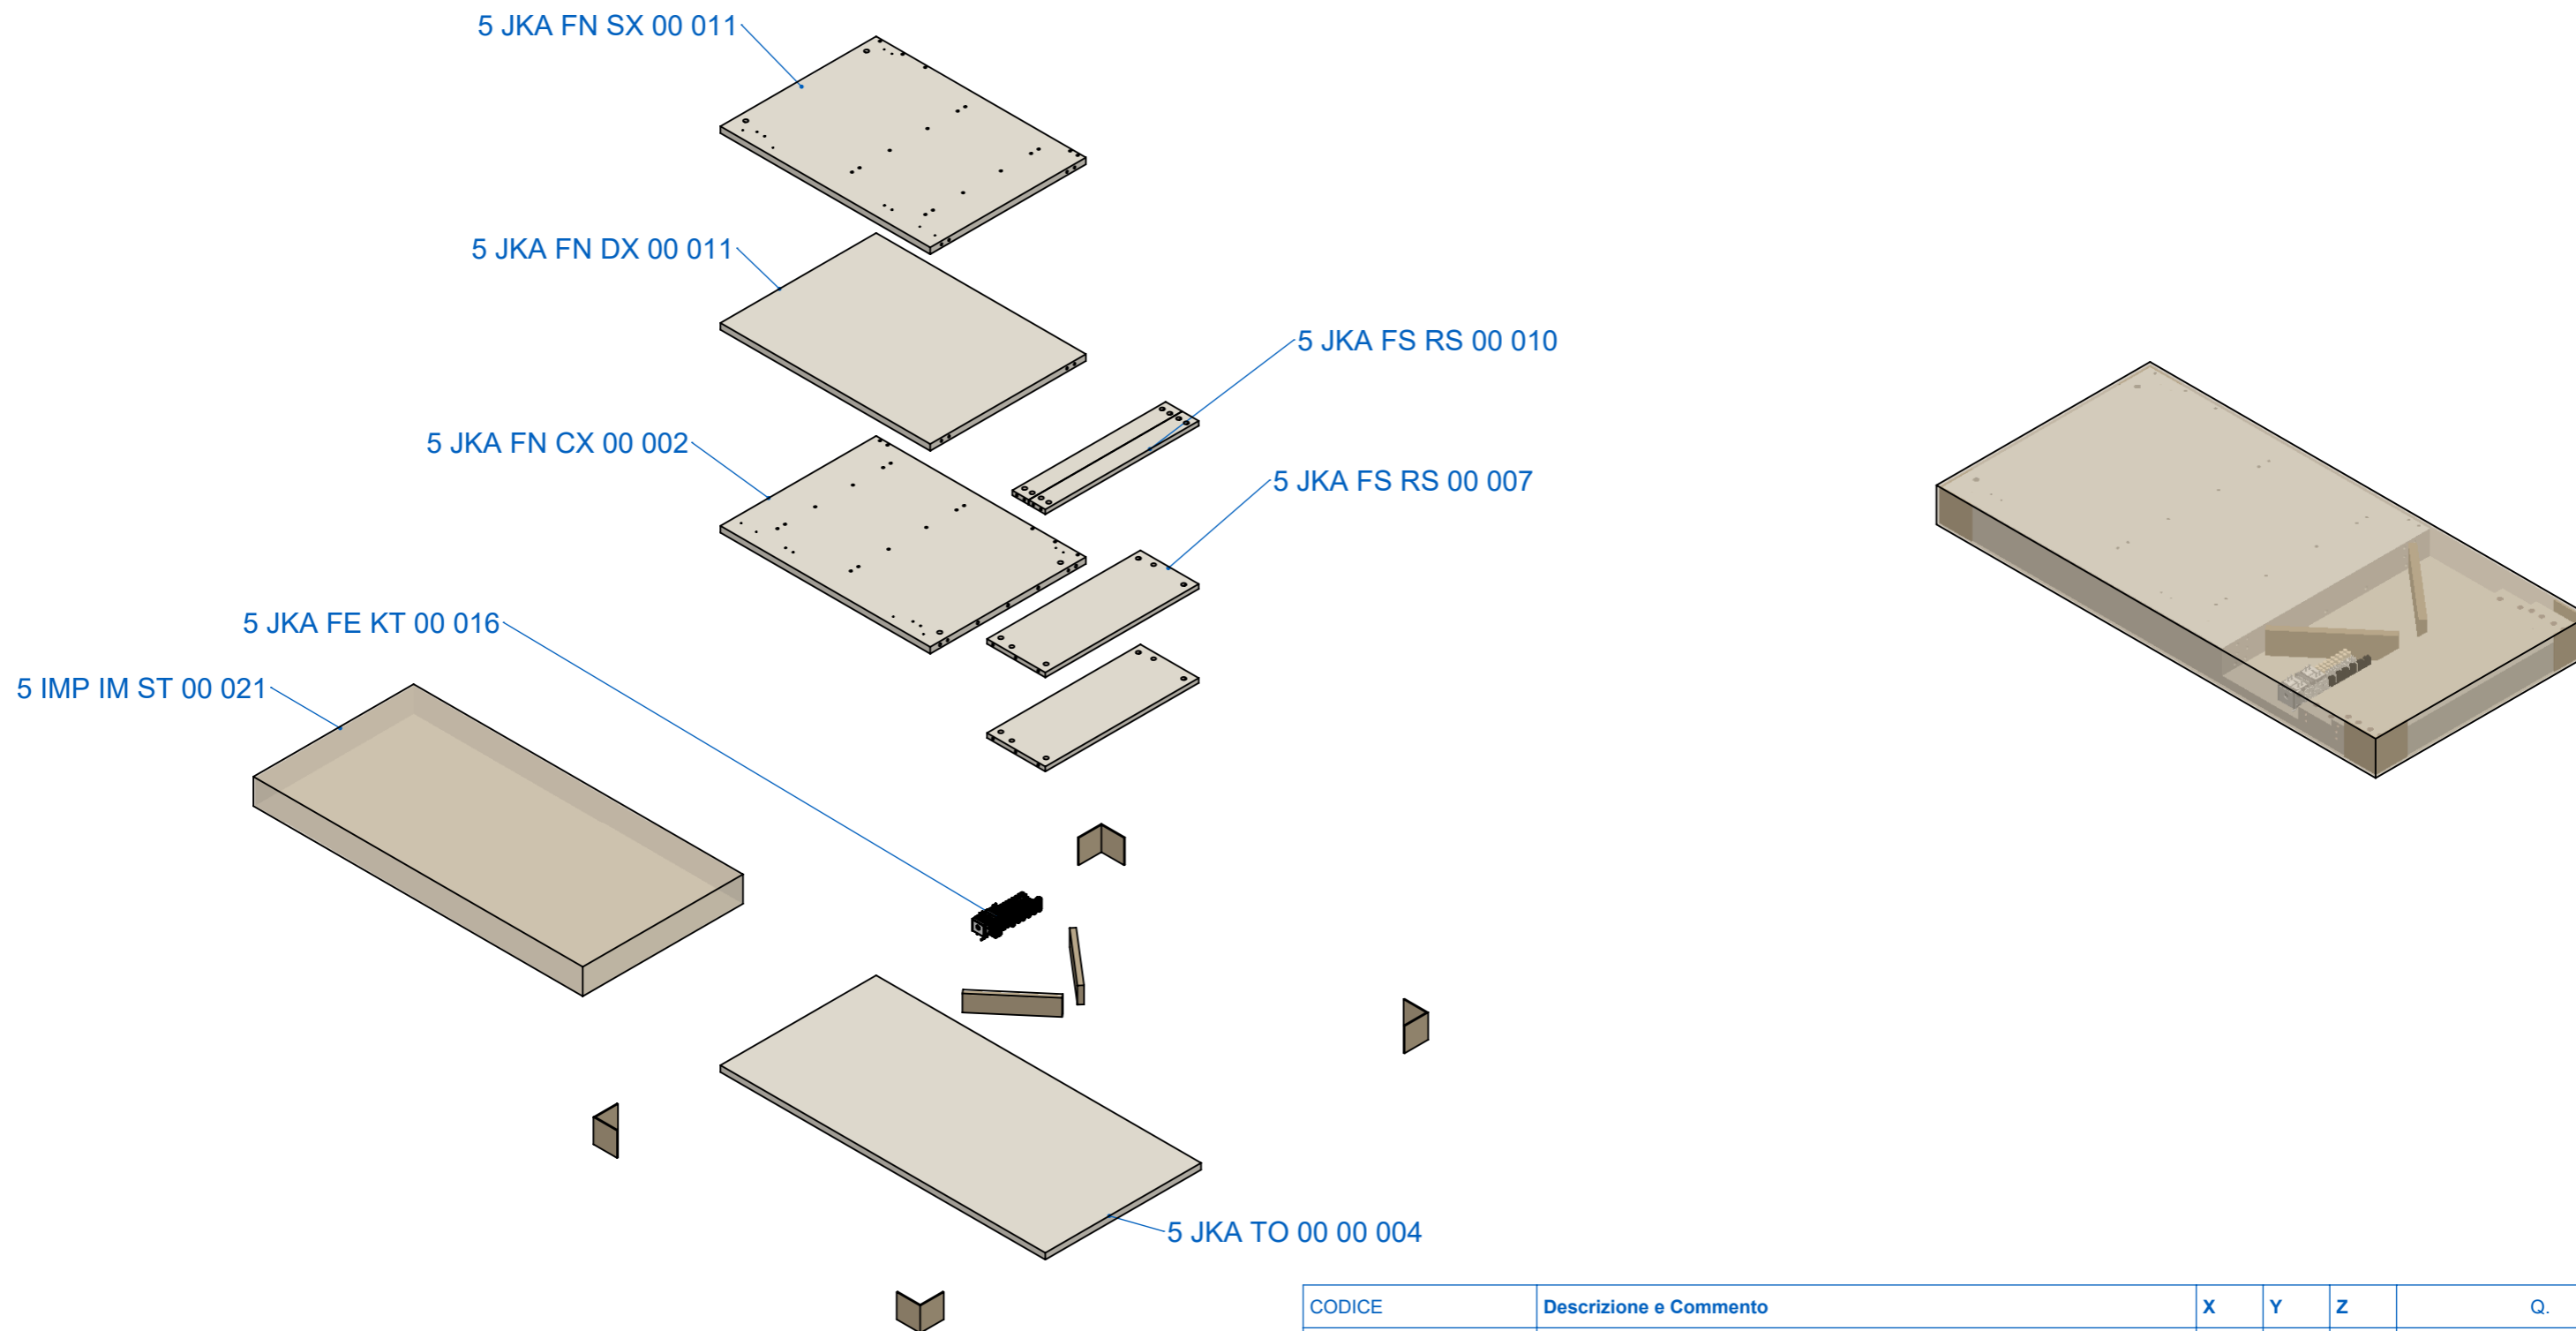 5 JKA FN SX 00 011
5 JKA FN DX 00 011
5 JKA FS RS 00 010
5 JKA FN CX 00 002
5 JKA FS RS 00 007
5 JKA FE KT 00 016
5 IMP IM ST 00 021
5 JKA TO 00 00 004
CODICE Descrizione e Commento X Y Z Q.